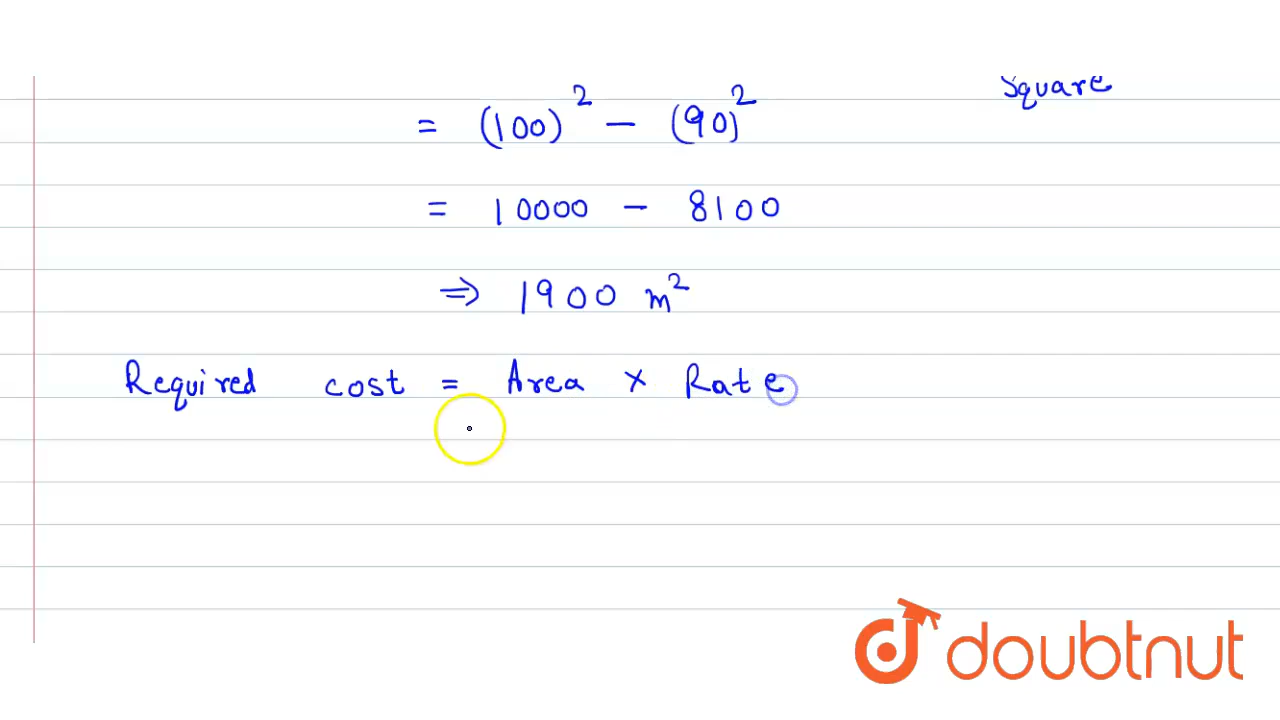 Square
= (100)² − (90)²
= 10000 − 8100
⇒ 1900 m²
Required cost = Area × Rate
doubtnut